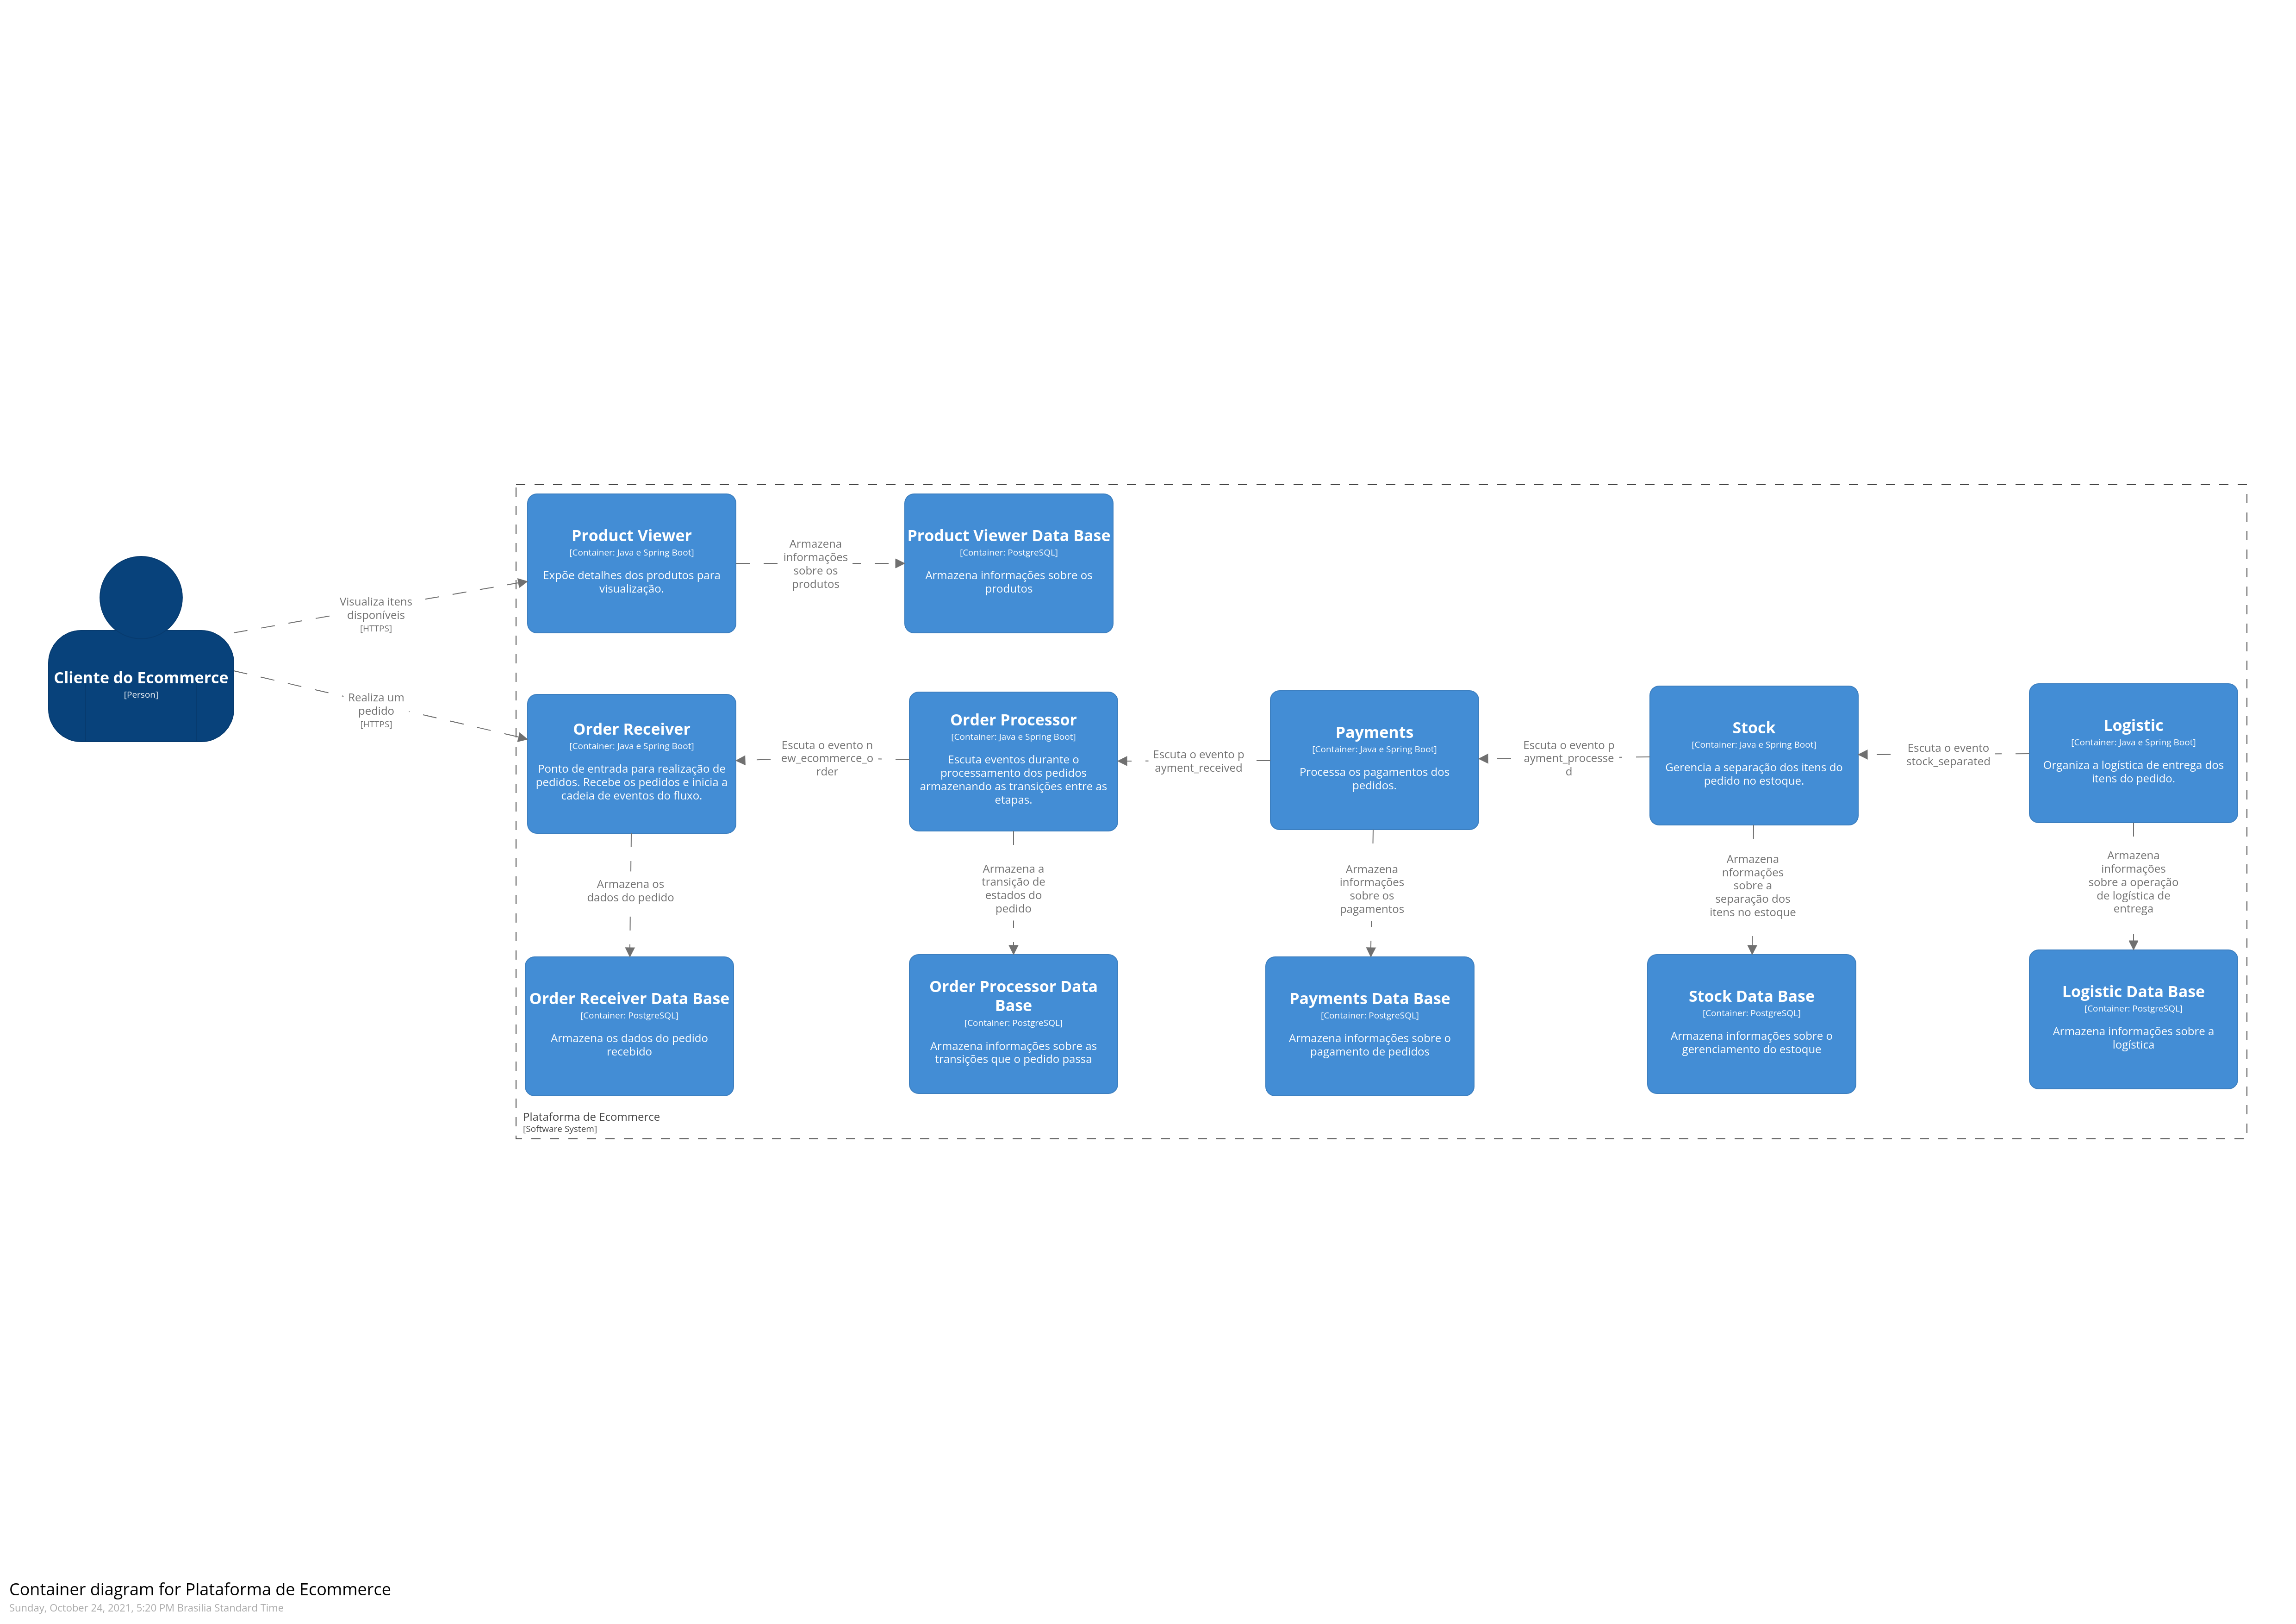 Product Viewer
[Container: Java e Spring Boot]
Expõe detalhes dos produtos para
visualização.
Armazena
informações
sobre os
produtos
Product Viewer Data Base
[Container: PostgreSQL]
Armazena informações sobre os
produtos
Visualiza itens
disponíveis
[HTTPS]
Cliente do Ecommerce
[Person]
Realiza um
pedido
[HTTPS]
Order Receiver
[Container: Java e Spring Boot]
Ponto de entrada para realização de
pedidos. Recebe os pedidos e inicia a
cadeia de eventos do fluxo.
Escuta o evento n
ew_ecommerce_o
rder
Order Processor
[Container: Java e Spring Boot]
Escuta eventos durante o
processamento dos pedidos
armazenando as transições entre as
etapas.
Escuta o evento p
ayment_received
Payments
[Container: Java e Spring Boot]
Processa os pagamentos dos
pedidos.
Escuta o evento p
ayment_processe
d
Stock
[Container: Java e Spring Boot]
Gerencia a separação dos itens do
pedido no estoque.
Escuta o evento
stock_separated
Logistic
[Container: Java e Spring Boot]
Organiza a logística de entrega dos
itens do pedido.
Armazena os
dados do pedido
Armazena a
transição de
estados do
pedido
Armazena
informações
sobre os
pagamentos
Armazena
nformações
sobre a
separação dos
itens no estoque
Armazena
informações
sobre a operação
de logística de
entrega
Order Receiver Data Base
[Container: PostgreSQL]
Armazena os dados do pedido
recebido
Order Processor Data
Base
[Container: PostgreSQL]
Armazena informações sobre as
transições que o pedido passa
Payments Data Base
[Container: PostgreSQL]
Armazena informações sobre o
pagamento de pedidos
Stock Data Base
[Container: PostgreSQL]
Armazena informações sobre o
gerenciamento do estoque
Logistic Data Base
[Container: PostgreSQL]
Armazena informações sobre a
logística
Plataforma de Ecommerce
[Software System]
Container diagram for Plataforma de Ecommerce
Sunday, October 24, 2021, 5:20 PM Brasilia Standard Time